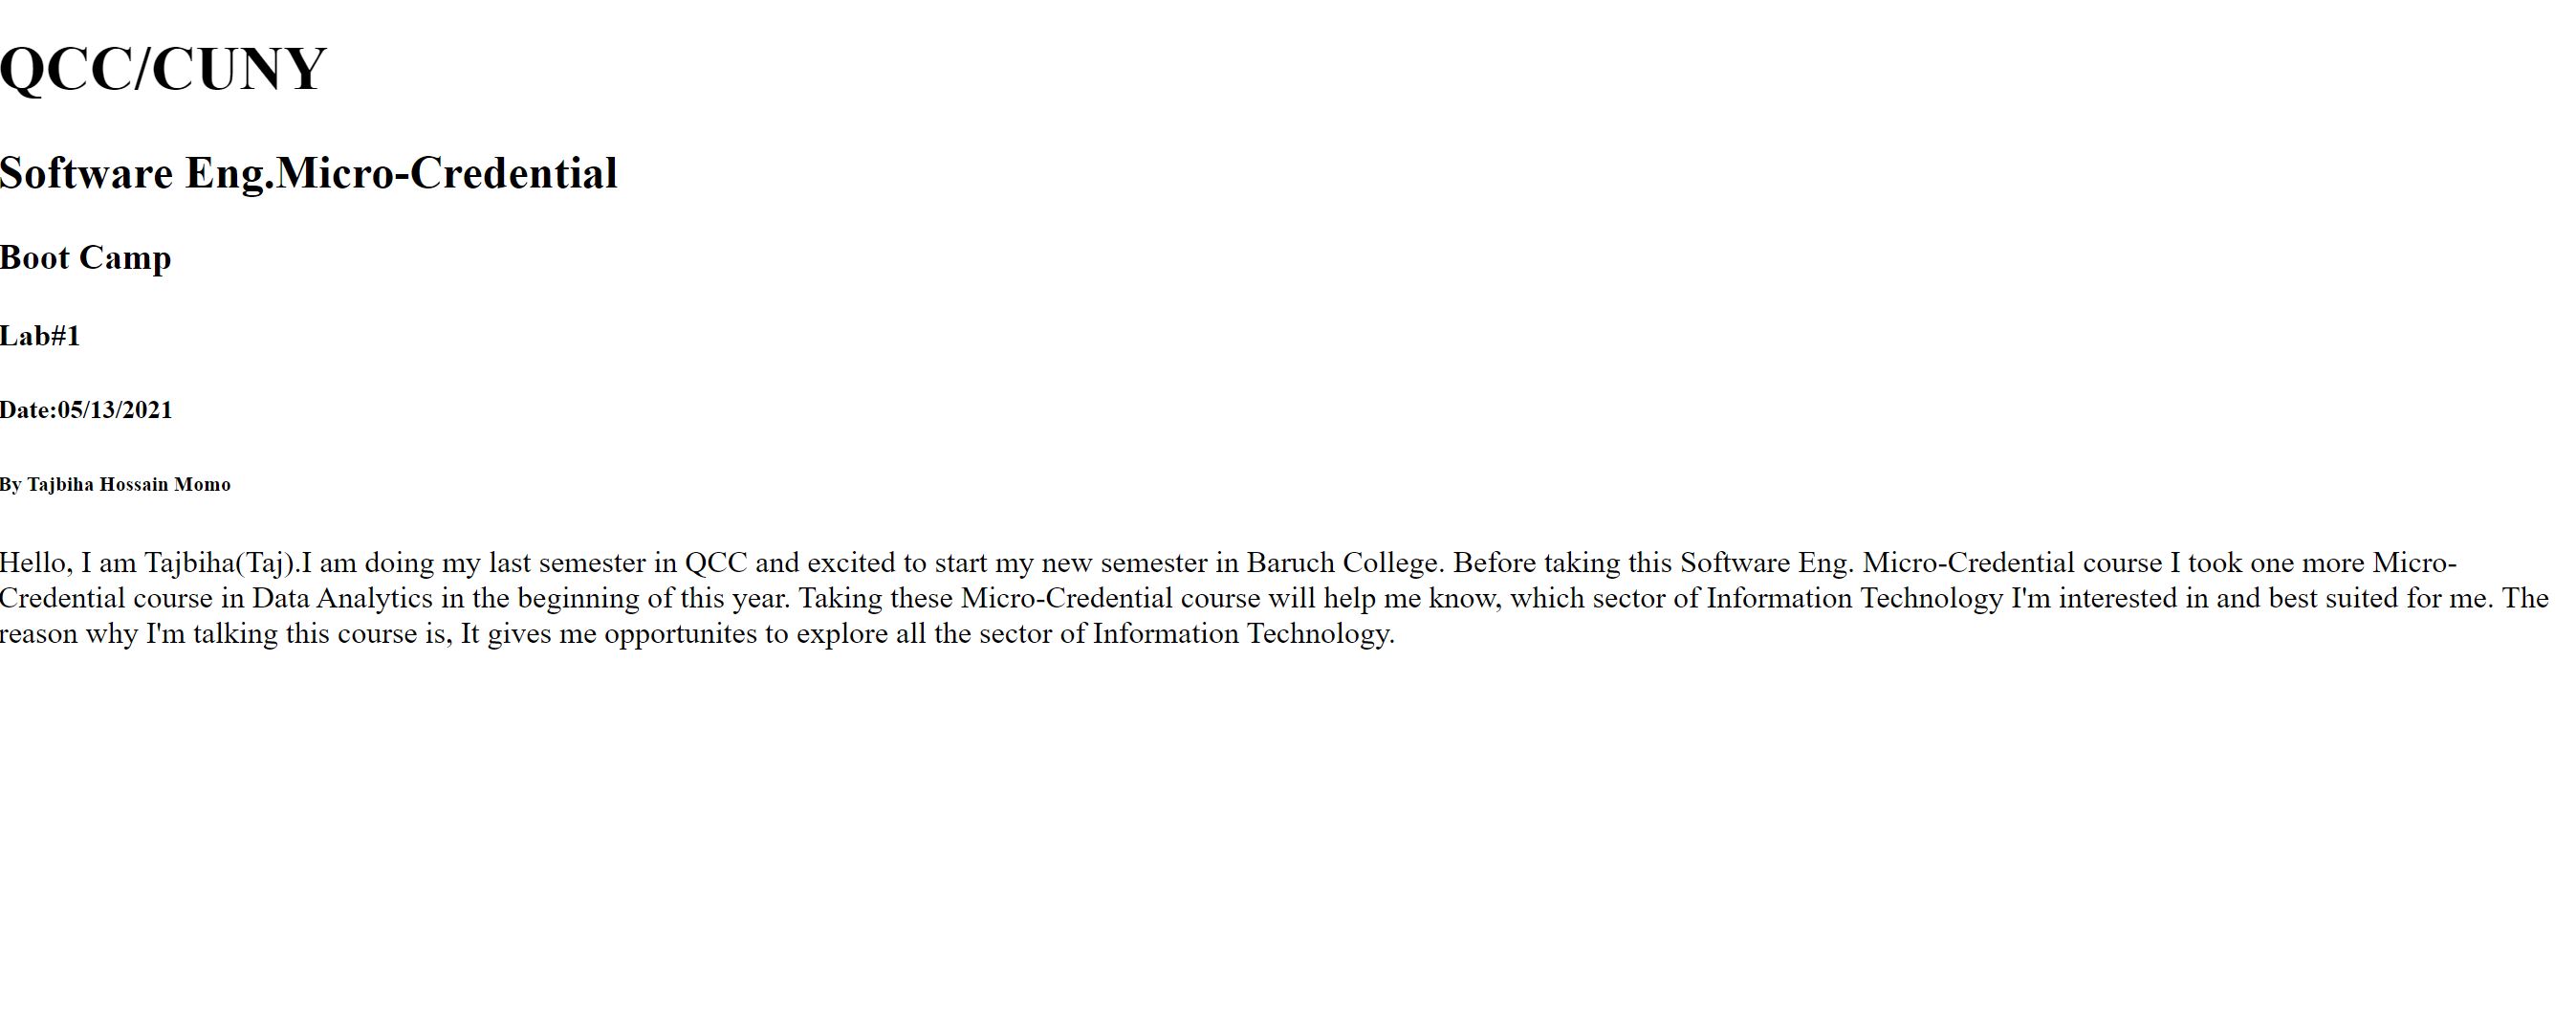 QCC/CUNY
Software Eng.Micro-Credential
Boot Camp
Lab#1
Date:05/13/2021
By Tajbiha Hossain Momo
Hello, I am Tajbiha(Taj).I am doing my last semester in QCC and excited to start my new semester in Baruch College. Before taking this Software Eng. Micro-Credential course I took one more Micro-
Credential course in Data Analytics in the beginning of this year. Taking these Micro-Credential course will help me know, which sector of Information Technology I'm interested in and best suited for me. The
reason why I'm talking this course is, It gives me opportunites to explore all the sector of Information Technology.